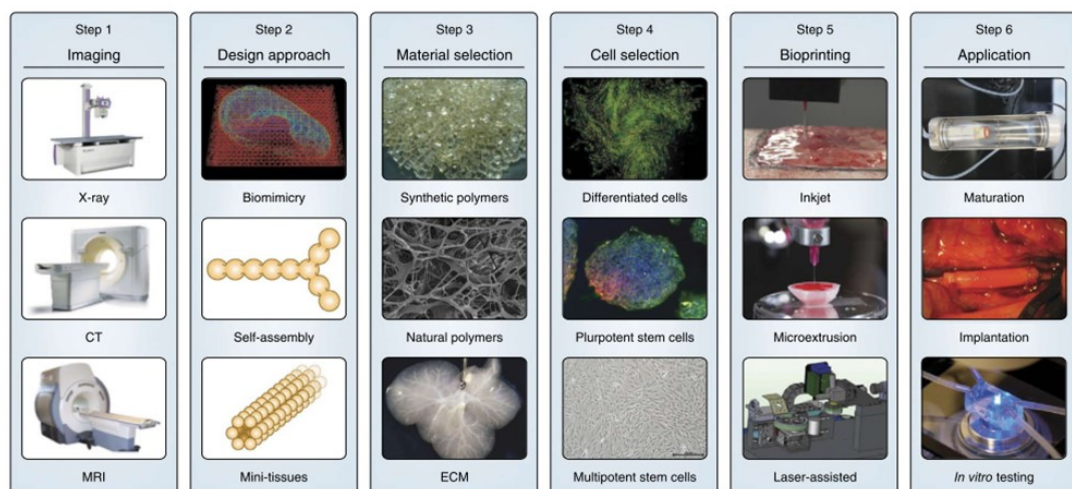 Step 1
Imaging
X-ray
CT
MRI
Step 2
Design approach
Biomimicry
Self-assembly
Mini-tissues
Step 3
Material selection
Synthetic polymers
Natural polymers
ECM
Step 4
Cell selection
Differentiated cells
Plurpotent stem cells
Multipotent stem cells
Step 5
Bioprinting
Inkjet
Microextrusion
Laser-assisted
Step 6
Application
Maturation
Implantation
In vitro testing